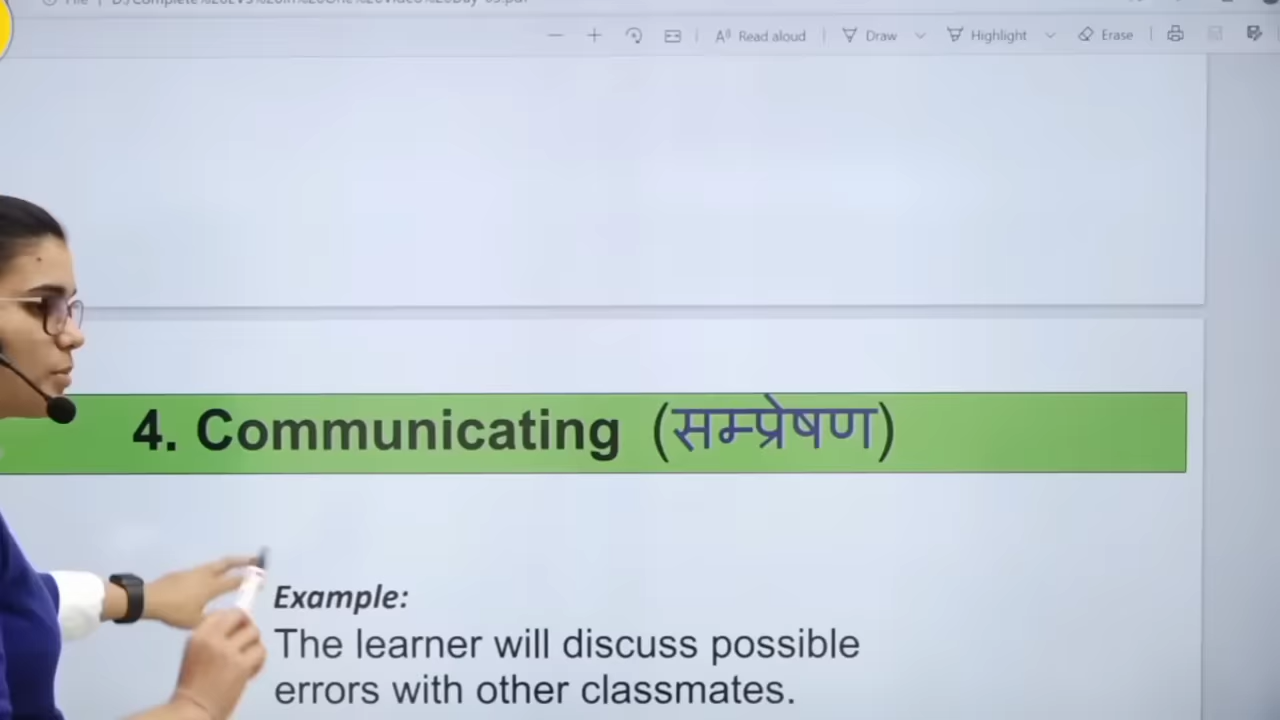 Read aloud
Draw
Highlight
Erase
4. Communicating (सम्प्रेषण)
Example:
The learner will discuss possible
errors with other classmates.